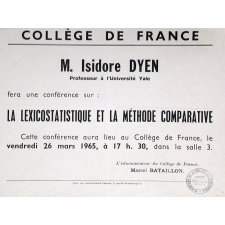 COLLÈGE DE FRANCE
M. Isidore DYEN
Professeur à l'Université Yale
fera une conférence sur :
LA LEXICOSTATISTIQUE ET LA MÉTHODE COMPARATIVE
Cette conférence aura lieu au Collège de France, le
vendredi 26 mars 1965, à 17 h. 30, dans la salle 3.
L'Administrateur du Collège de France,
Marcel BATAILLON.